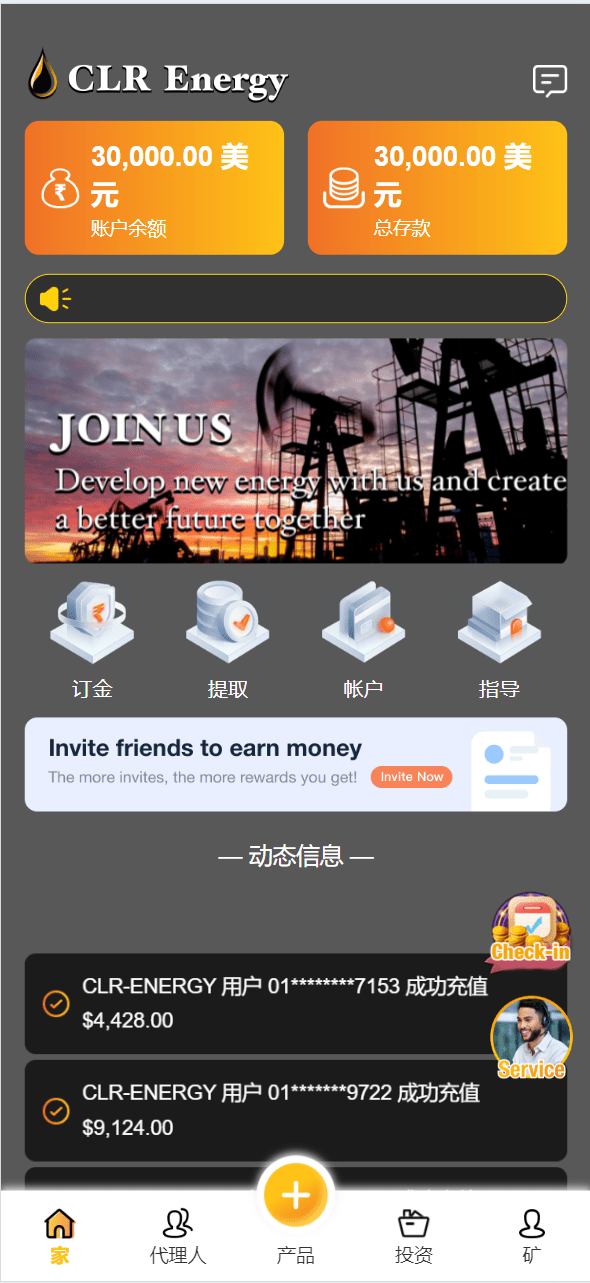 CLR Energy
30,000.00 美
元
账户余额
30,000.00 美
元
总存款
JOIN US
Develop new energy with us and create
a better future together
订金
提取
帐户
指导
Invite friends to earn money
The more invites, the more rewards you get!
Invite Now
— 动态信息 —
Check-in
CLR-ENERGY 用户 01********7153 成功充值
$4,428.00
Service
CLR-ENERGY 用户 01*******9722 成功充值
$9,124.00
家
代理人
产品
投资
矿